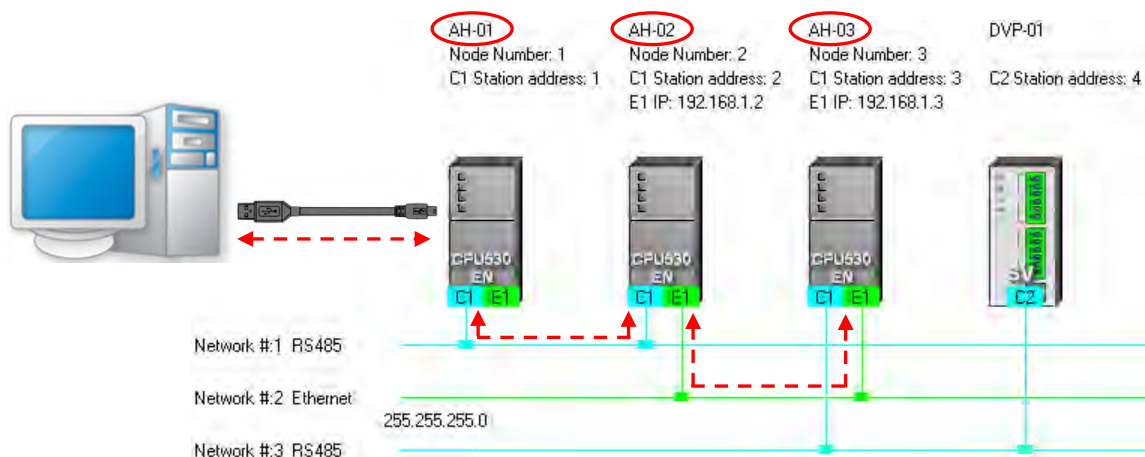 AH-01
Node Number: 1
C1 Station address: 1
AH-02
Node Number: 2
C1 Station address: 2
E1 IP: 192.168.1.2
AH-03
Node Number: 3
C1 Station address: 3
E1 IP: 192.168.1.3
DVP-01
C2 Station address: 4
CPU530
EN
C1 E1
CPU530
EN
C1 E1
CPU530
EN
C1 E1
SV
C2
Network #:1 RS485
Network #:2 Ethernet
255.255.255.0
Network #:3 RS485